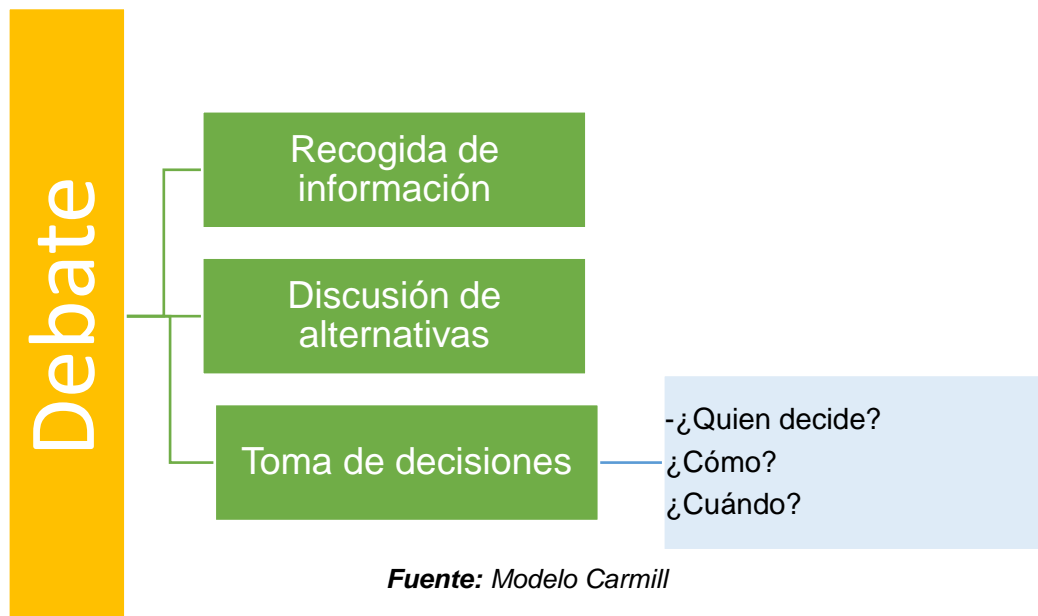 Debate
Recogida de
información
Discusión de
alternativas
Toma de decisiones
-¿Quien decide?
¿Cómo?
¿Cuándo?
Fuente: Modelo Carmill